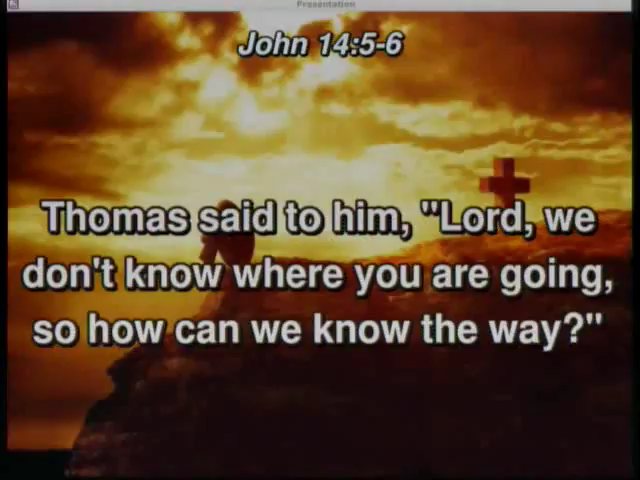 Presentation
John 14:5-6
Thomas said to him, "Lord, we
don't know where you are going,
so how can we know the way?"